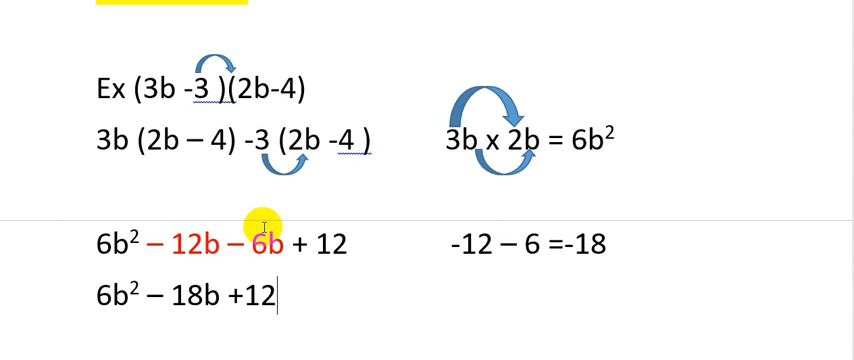 Ex (3b -3 )(2b-4)
3b (2b – 4) -3 (2b -4 )
3b x 2b = 6b²
6b² – 12b – 6b + 12
-12 – 6 =-18
6b² – 18b +12